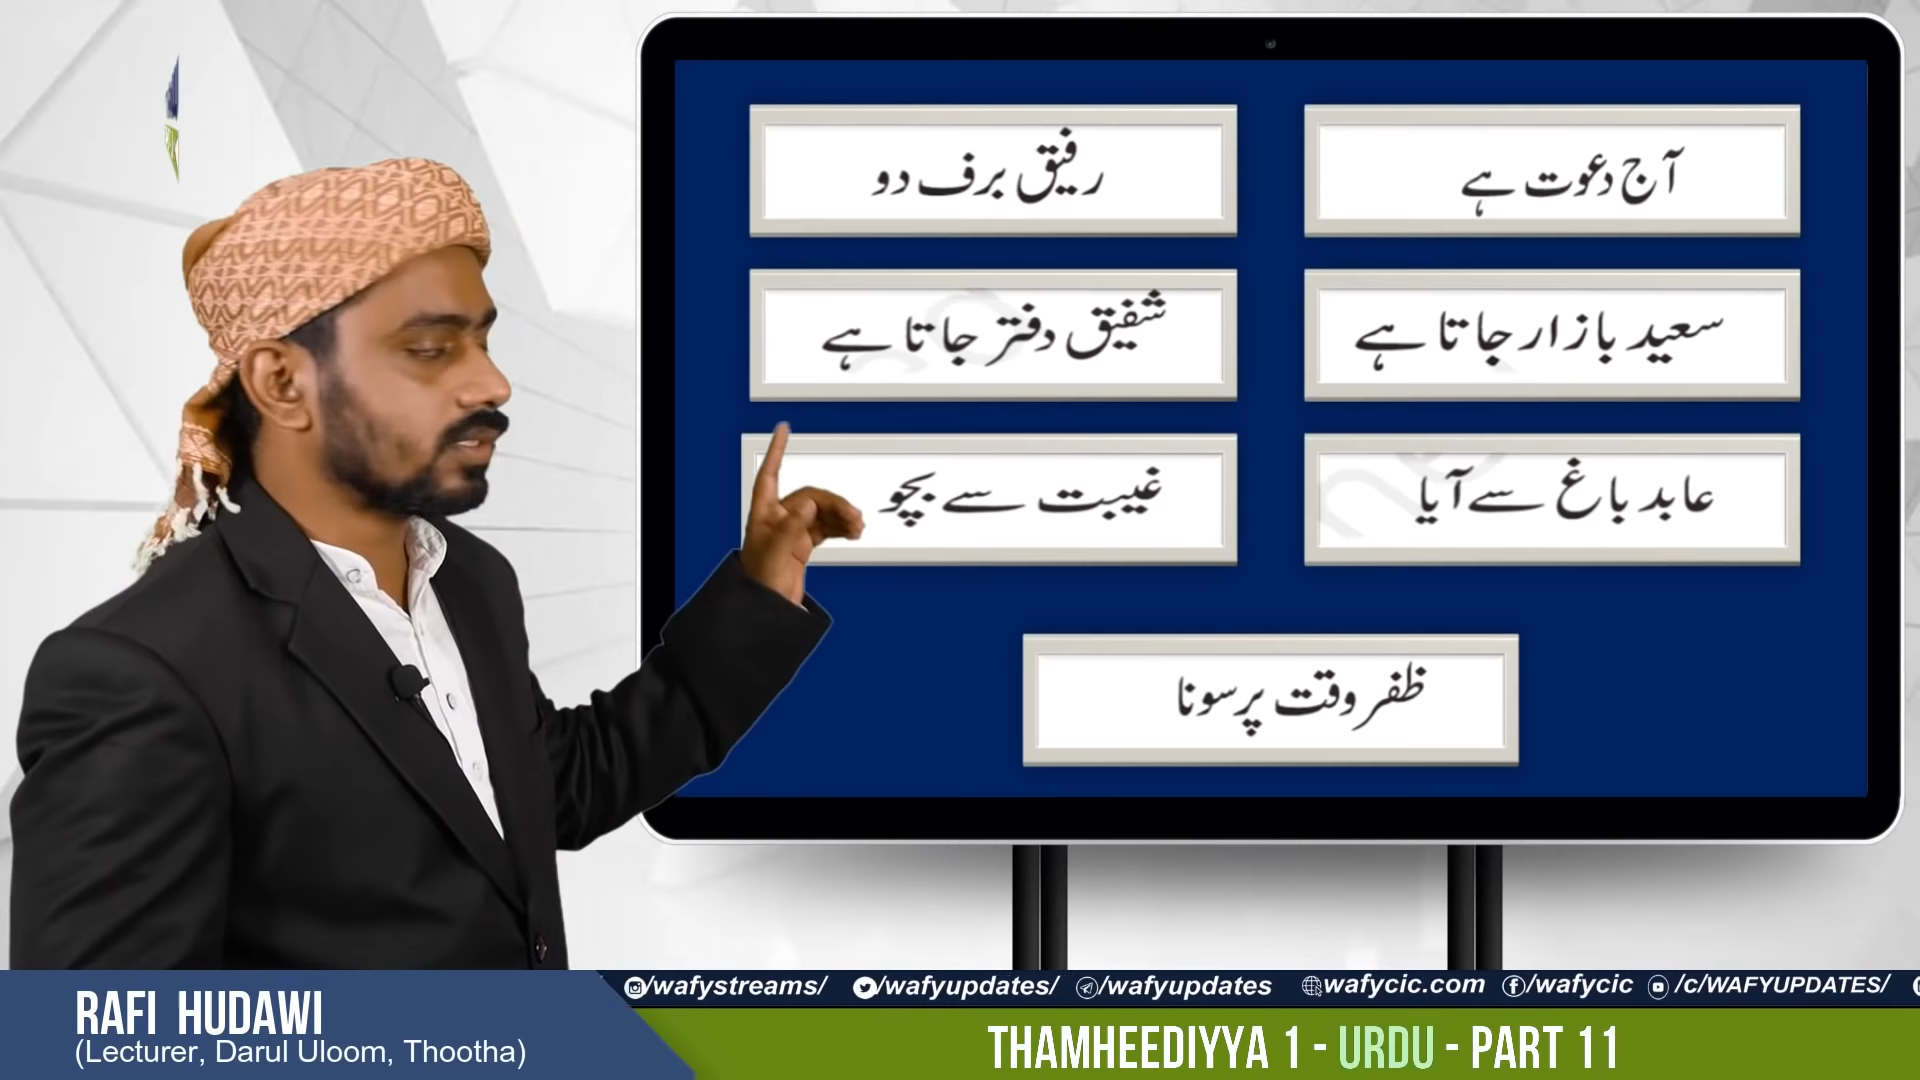 آج دعوت ہے
رفیق برف دو
سعید بازار جاتا ہے
شفیق دفتر جاتا ہے
عابد باغ سے آیا
غیبت سے بچو
ظفر وقت پر سونا
/wafystreams/ /wafyupdates/ /wafyupdates wafycic.com /wafycic /c/WAFYUPDATES/
RAFI HUDAWI
(Lecturer, Darul Uloom, Thootha)
THAMHEEDIYYA 1 - URDU - PART 11